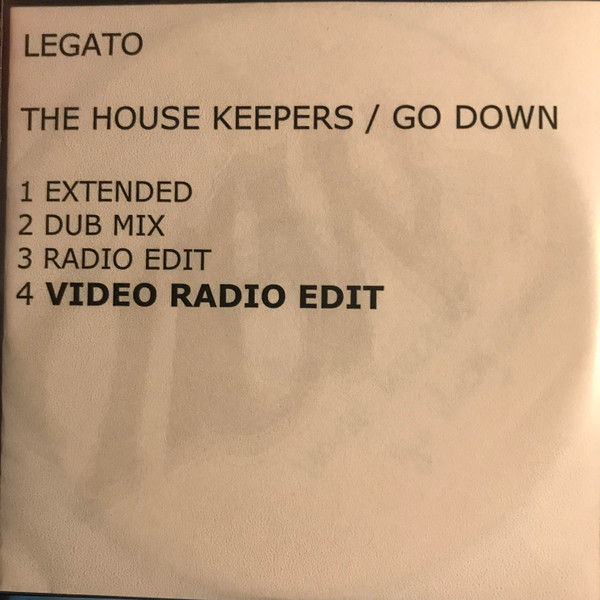 LEGATO
THE HOUSE KEEPERS / GO DOWN
1 EXTENDED
2 DUB MIX
3 RADIO EDIT
4 VIDEO RADIO EDIT